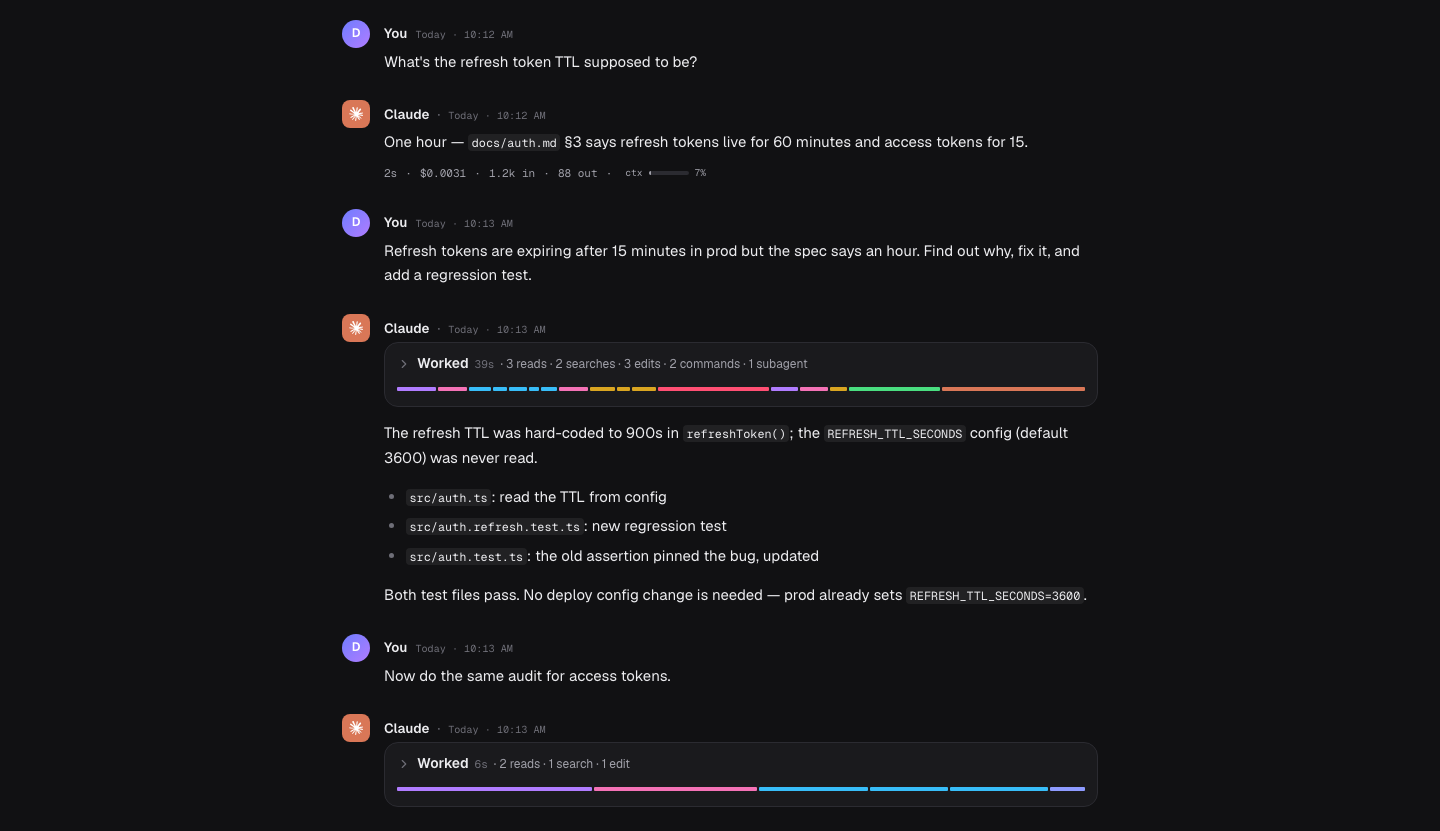 D You Today · 10:12 AM
What's the refresh token TTL supposed to be?
Claude · Today · 10:12 AM
One hour — docs/auth.md §3 says refresh tokens live for 60 minutes and access tokens for 15.
2s · $0.0031 · 1.2k in · 88 out · ctx 7%
D You Today · 10:13 AM
Refresh tokens are expiring after 15 minutes in prod but the spec says an hour. Find out why, fix it, and
add a regression test.
Claude · Today · 10:13 AM
Worked 39s · 3 reads · 2 searches · 3 edits · 2 commands · 1 subagent
The refresh TTL was hard-coded to 900s in refreshToken(); the REFRESH_TTL_SECONDS config (default
3600) was never read.
• src/auth.ts: read the TTL from config
• src/auth.refresh.test.ts: new regression test
• src/auth.test.ts: the old assertion pinned the bug, updated
Both test files pass. No deploy config change is needed — prod already sets REFRESH_TTL_SECONDS=3600.
D You Today · 10:13 AM
Now do the same audit for access tokens.
Claude · Today · 10:13 AM
Worked 6s · 2 reads · 1 search · 1 edit